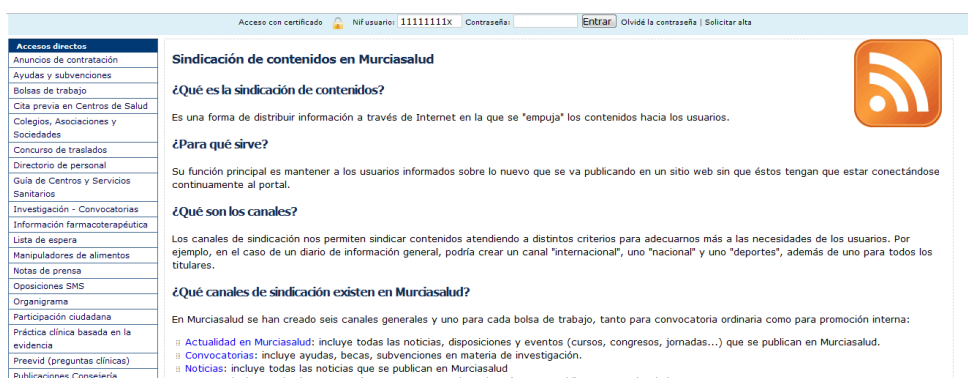 Acceso con certificado Nif usuario: 11111111x Contraseña: Entrar Olvidé la contraseña | Solicitar alta
Accesos directos
Anuncios de contratación
Ayudas y subvenciones
Bolsas de trabajo
Cita previa en Centros de Salud
Colegios, Asociaciones y
Sociedades
Concurso de traslados
Directorio de personal
Guía de Centros y Servicios
Sanitarios
Investigación - Convocatorias
Información farmacoterapéutica
Lista de espera
Manipuladores de alimentos
Notas de prensa
Oposiciones SMS
Organigrama
Participación ciudadana
Práctica clínica basada en la
evidencia
Preevid (preguntas clínicas)
Publicaciones Consejería
Sindicación de contenidos en Murciasalud
¿Qué es la sindicación de contenidos?
Es una forma de distribuir información a través de Internet en la que se "empuja" los contenidos hacia los usuarios.
¿Para qué sirve?
Su función principal es mantener a los usuarios informados sobre lo nuevo que se va publicando en un sitio web sin que éstos tengan que estar conectándose
continuamente al portal.
¿Qué son los canales?
Los canales de sindicación nos permiten sindicar contenidos atendiendo a distintos criterios para adecuarnos más a las necesidades de los usuarios. Por
ejemplo, en el caso de un diario de información general, podría crear un canal "internacional", uno "nacional" y uno "deportes", además de uno para todos los
titulares.
¿Qué canales de sindicación existen en Murciasalud?
En Murciasalud se han creado seis canales generales y uno para cada bolsa de trabajo, tanto para convocatoria ordinaria como para promoción interna:
Actualidad en Murciasalud: incluye todas las noticias, disposiciones y eventos (cursos, congresos, jornadas...) que se publican en Murciasalud.
Convocatorias: incluye ayudas, becas, subvenciones en materia de investigación.
Noticias: incluye todas las noticias que se publican en Murciasalud